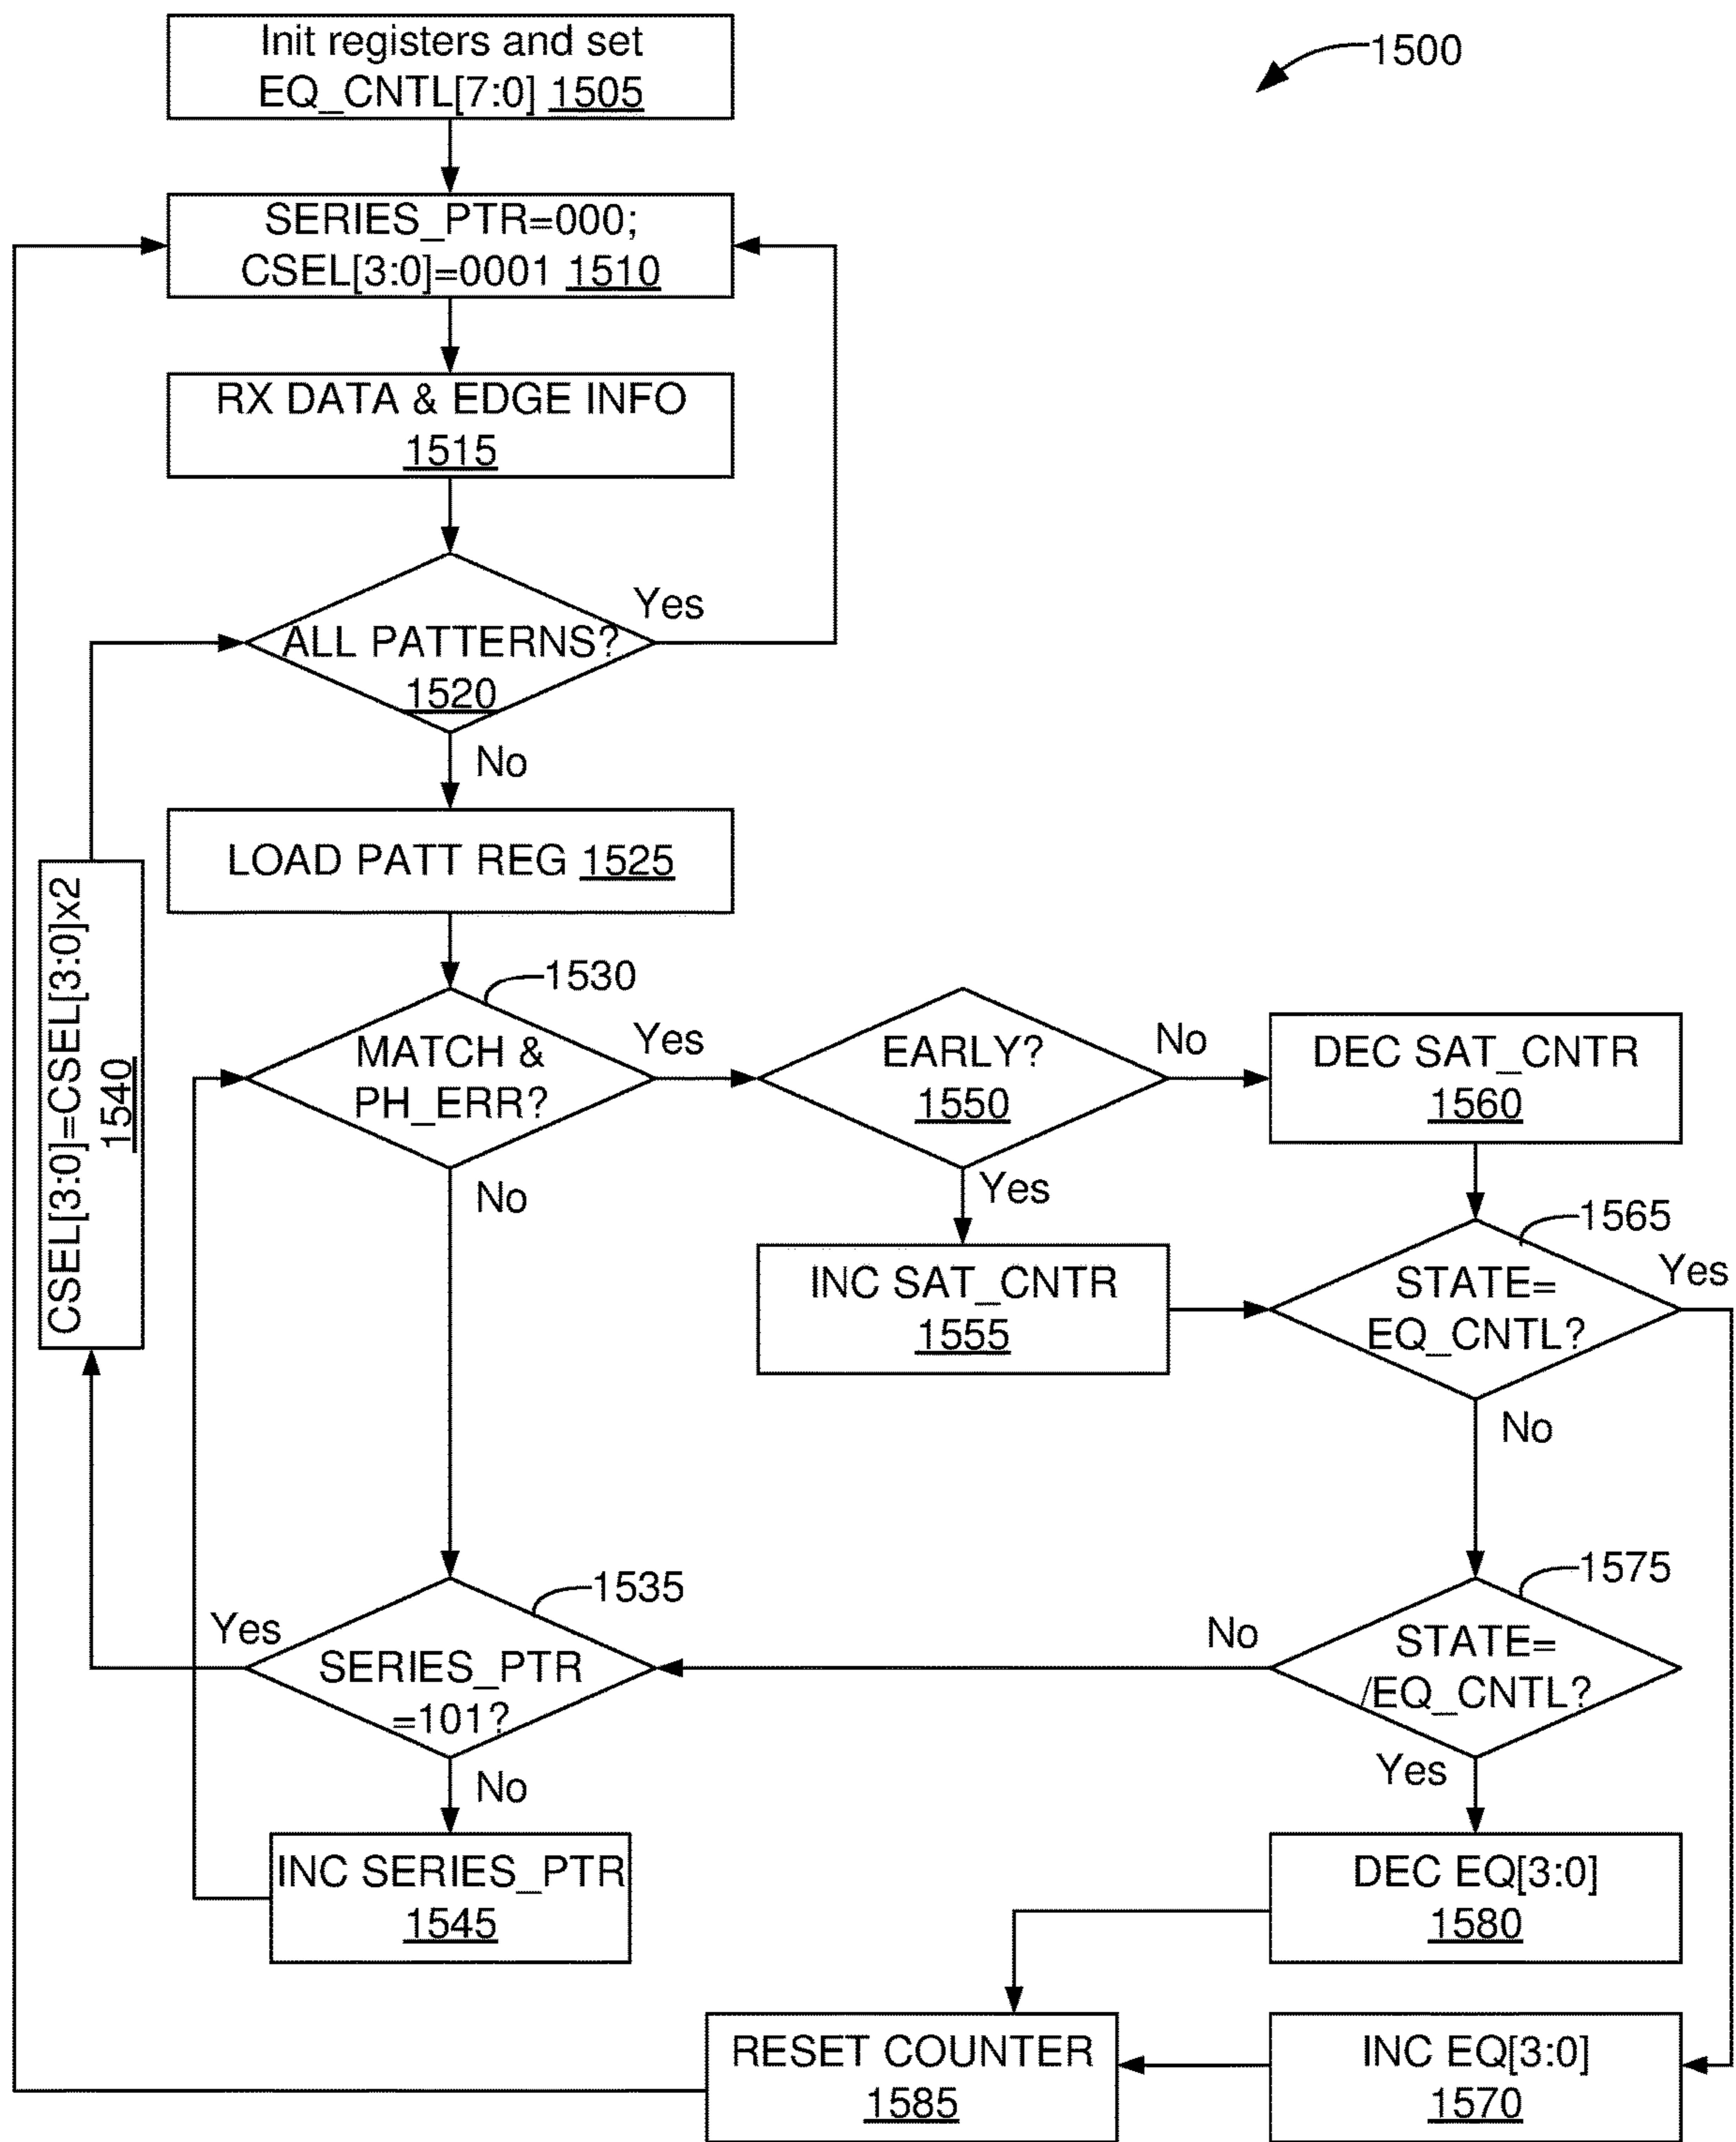 Init registers and set
EQ_CNTL[7:0] 1505
1500
SERIES_PTR=000;
CSEL[3:0]=0001 1510
RX DATA & EDGE INFO
1515
Yes
ALL PATTERNS?
1520
No
LOAD PATT REG 1525
CSEL[3:0]=CSEL[3:0]x2
1540
1530
MATCH &
PH_ERR?
Yes
No
EARLY?
1550
No
Yes
DEC SAT_CNTR
1560
INC SAT_CNTR
1555
1565
STATE=
EQ_CNTL?
Yes
No
1535
Yes
SERIES_PTR
=101?
No
1575
No
STATE=
/EQ_CNTL?
Yes
INC SERIES_PTR
1545
DEC EQ[3:0]
1580
RESET COUNTER
1585
INC EQ[3:0]
1570